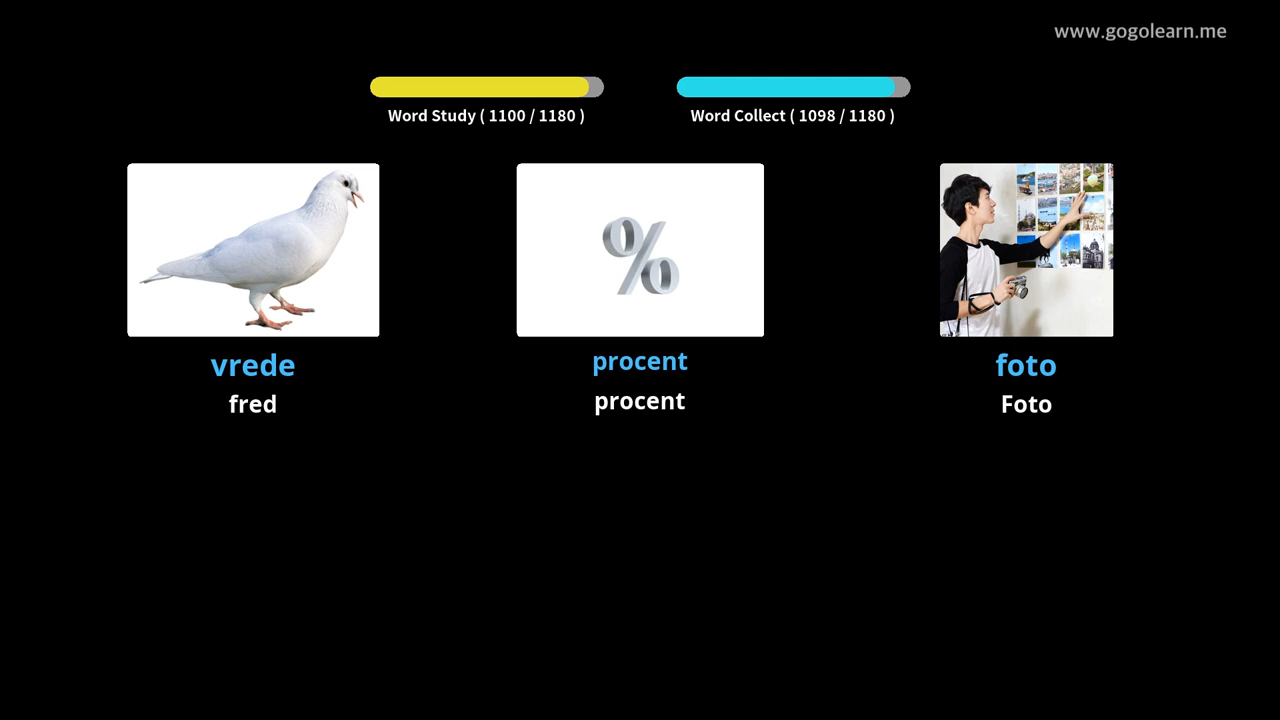 www.gogolearn.me
Word Study ( 1100 / 1180 )
Word Collect ( 1098 / 1180 )
vrede
fred
procent
procent
foto
Foto